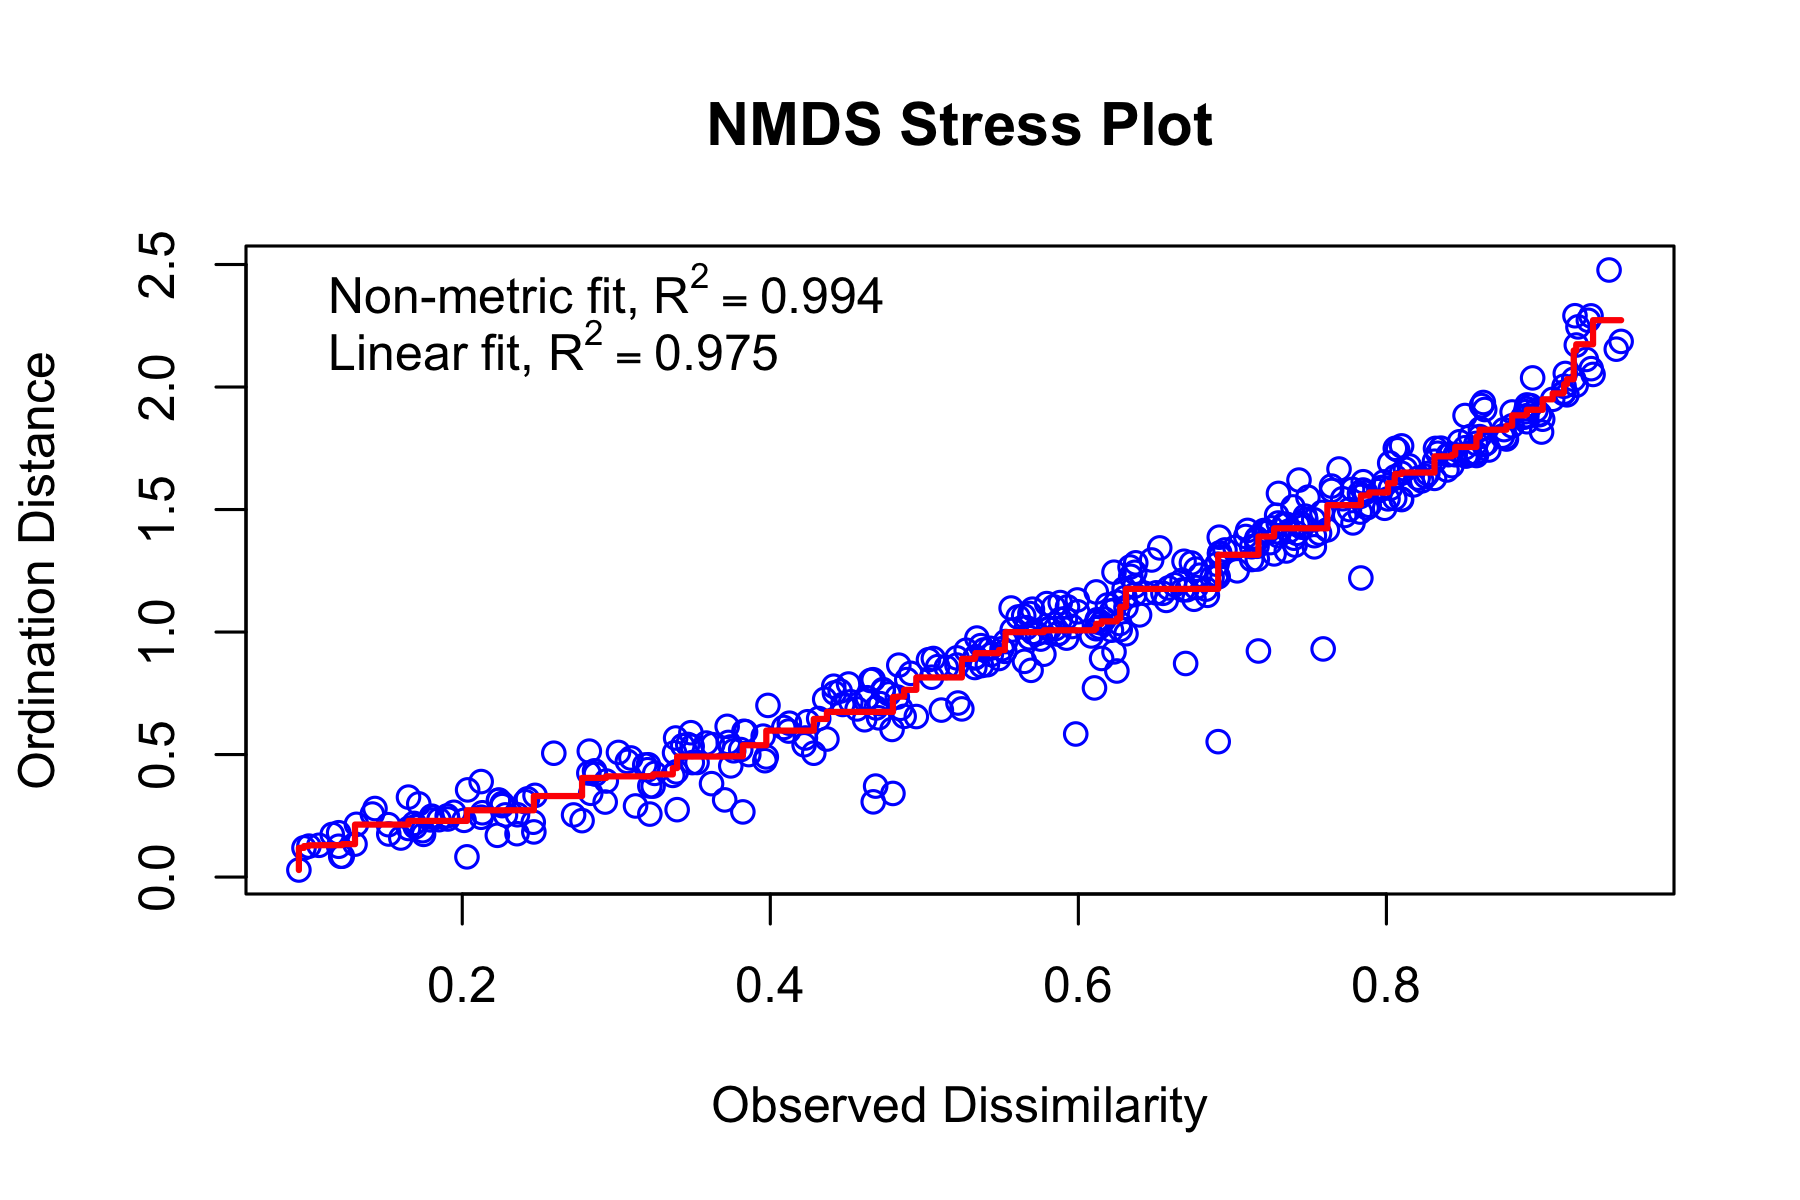 NMDS Stress Plot
Non-metric fit, R² = 0.994
Linear fit, R² = 0.975
Ordination Distance
0.0 0.5 1.0 1.5 2.0 2.5
0.2 0.4 0.6 0.8
Observed Dissimilarity